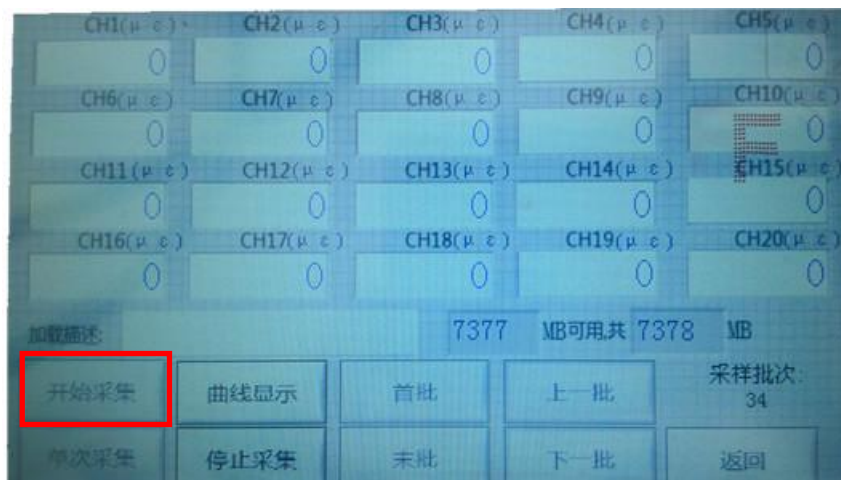 CH1(με) CH2(με) CH3(με) CH4(με) CH5(με)
0 0 0 0 0
CH6(με) CH7(με) CH8(με) CH9(με) CH10(με)
0 0 0 0 0
CH11(με) CH12(με) CH13(με) CH14(με) CH15(με)
0 0 0 0 0
CH16(με) CH17(με) CH18(με) CH19(με) CH20(με)
0 0 0 0 0
加载描述: 7377 MB可用,共 7378 MB
开始采集 曲线显示 首批 上一批 采样批次:
34
单次采集 停止采集 末批 下一批 返回